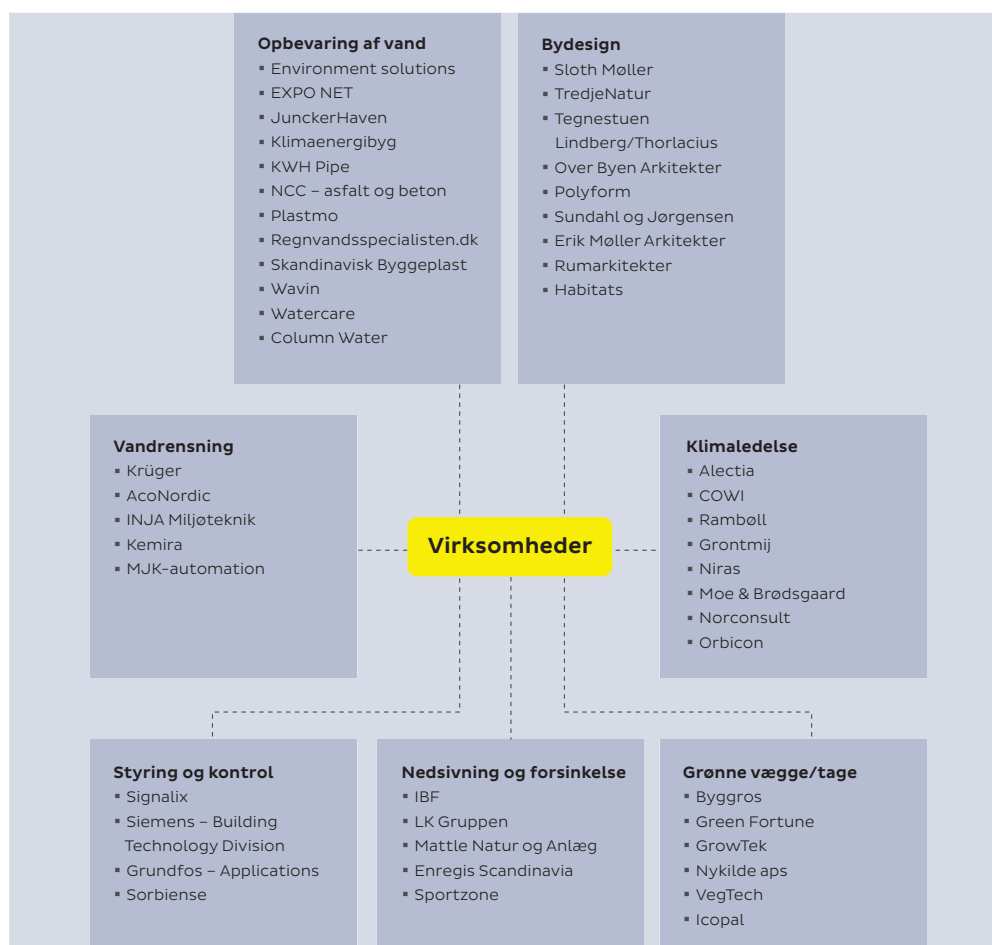 Opbevaring af vand
▪ Environment solutions
▪ EXPO NET
▪ JunckerHaven
▪ Klimaenergibyg
▪ KWH Pipe
▪ NCC – asfalt og beton
▪ Plastmo
▪ Regnvandsspecialisten.dk
▪ Skandinavisk Byggeplast
▪ Wavin
▪ Watercare
▪ Column Water
Bydesign
▪ Sloth Møller
▪ TredjeNatur
▪ Tegnestuen
Lindberg/Thorlacius
▪ Over Byen Arkitekter
▪ Polyform
▪ Sundahl og Jørgensen
▪ Erik Møller Arkitekter
▪ Rumarkitekter
▪ Habitats
Vandrensning
▪ Krüger
▪ AcoNordic
▪ INJA Miljøteknik
▪ Kemira
▪ MJK-automation
Virksomheder
Klimaledelse
▪ Alectia
▪ COWI
▪ Rambøll
▪ Grontmij
▪ Niras
▪ Moe & Brødsgaard
▪ Norconsult
▪ Orbicon
Styring og kontrol
▪ Signalix
▪ Siemens – Building
Technology Division
▪ Grundfos – Applications
▪ Sorbiense
Nedsivning og forsinkelse
▪ IBF
▪ LK Gruppen
▪ Mattle Natur og Anlæg
▪ Enregis Scandinavia
▪ Sportzone
Grønne vægge/tage
▪ Byggros
▪ Green Fortune
▪ GrowTek
▪ Nykilde aps
▪ VegTech
▪ Icopal